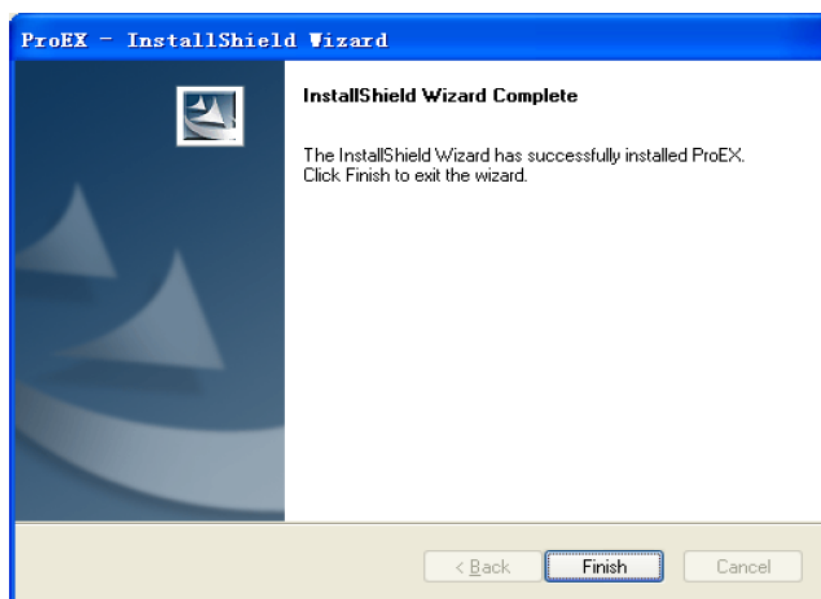 ProEX - InstallShield Wizard
InstallShield Wizard Complete
The InstallShield Wizard has successfully installed ProEX.
Click Finish to exit the wizard.
< Back
Finish
Cancel